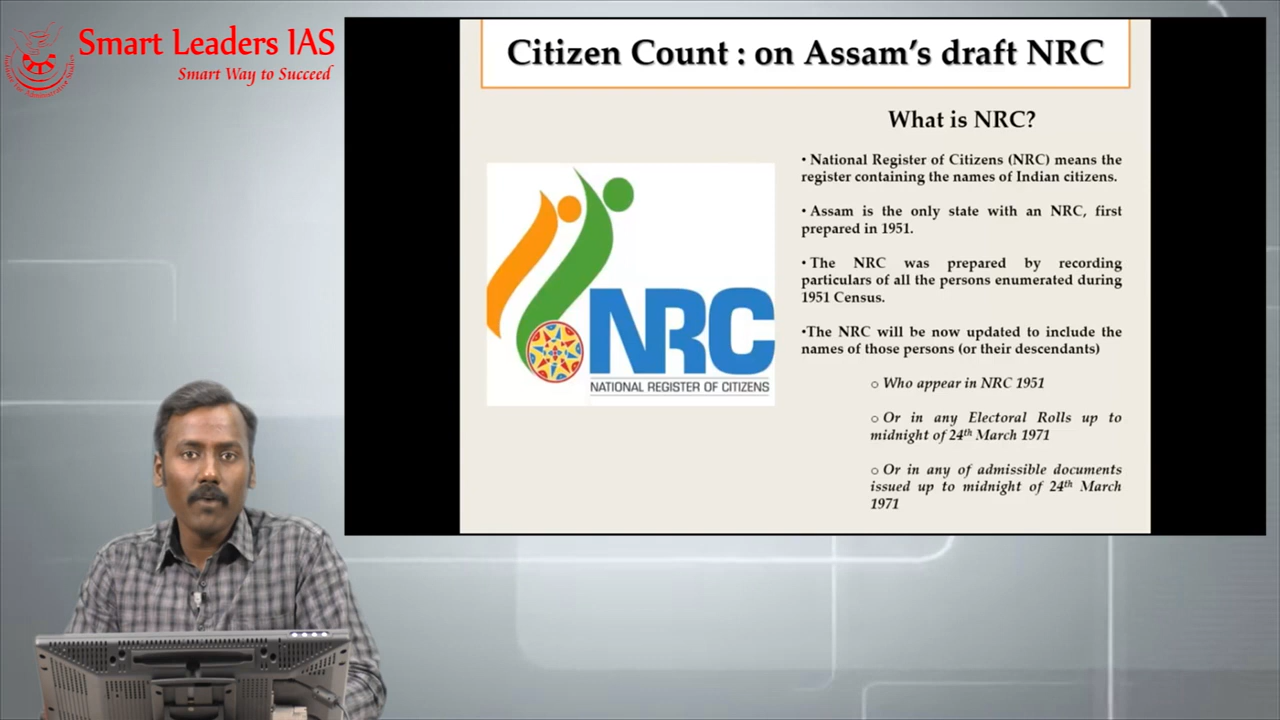 Smart Leaders IAS
Smart Way to Succeed
Citizen Count : on Assam's draft NRC
What is NRC?
• National Register of Citizens (NRC) means the
register containing the names of Indian citizens.
• Assam is the only state with an NRC, first
prepared in 1951.
• The NRC was prepared by recording
particulars of all the persons enumerated during
1951 Census.
•The NRC will be now updated to include the
names of those persons (or their descendants)
o Who appear in NRC 1951
o Or in any Electoral Rolls up to
midnight of 24th March 1971
o Or in any of admissible documents
issued up to midnight of 24th March
1971
NRC
NATIONAL REGISTER OF CITIZENS